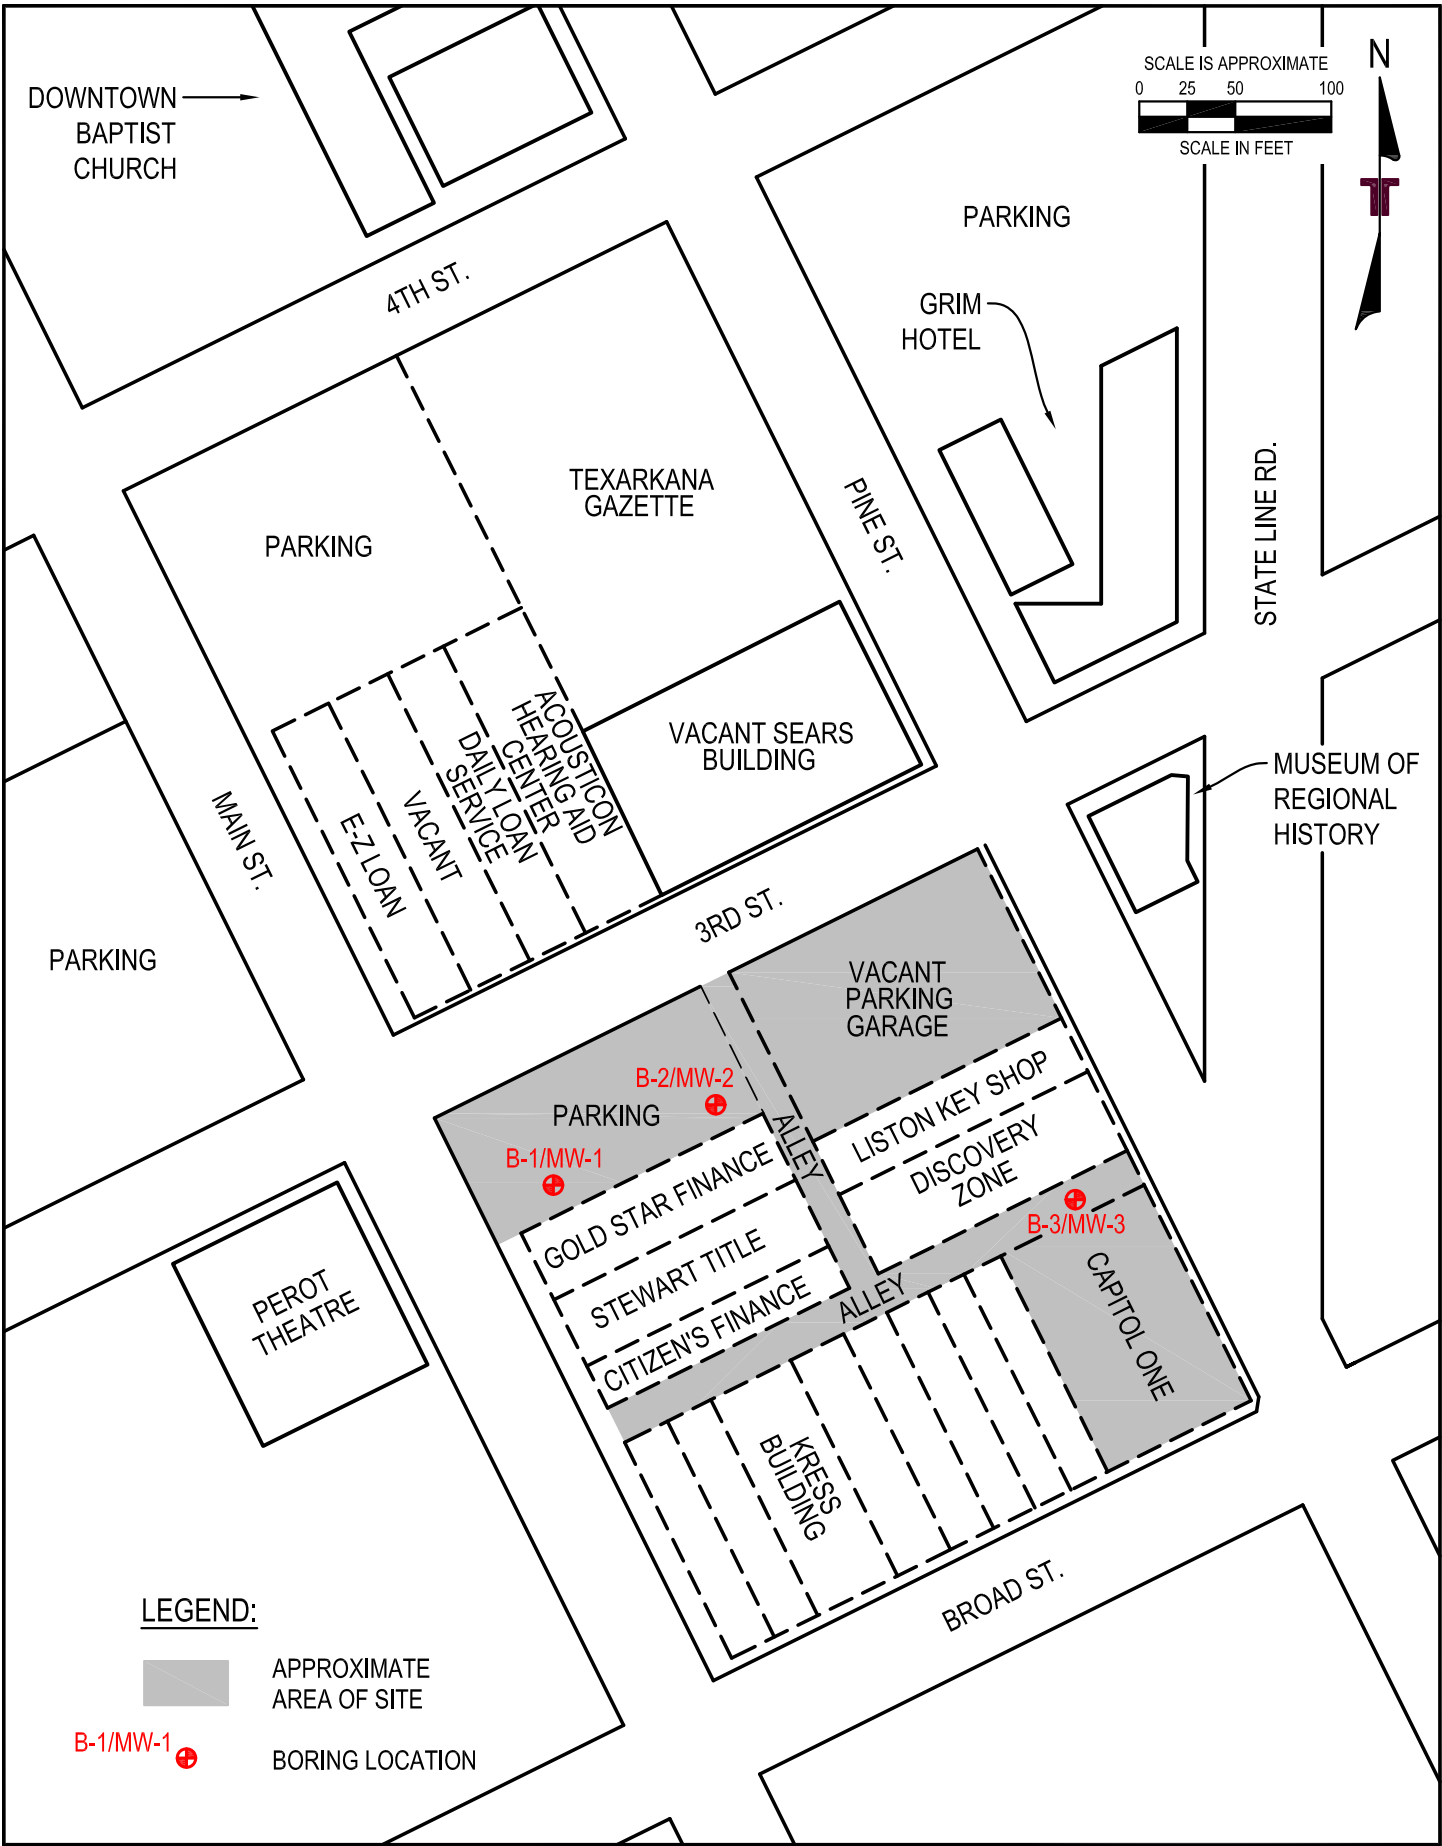 SCALE IS APPROXIMATE
0 25 50 100
SCALE IN FEET
N
DOWNTOWN
BAPTIST
CHURCH
PARKING
4TH ST.
GRIM
HOTEL
TEXARKANA
GAZETTE
PINE ST.
STATE LINE RD.
PARKING
ACOUSTICON
HEARING AID
CENTER
DAILY LOAN
SERVICE
VACANT
E-Z LOAN
VACANT SEARS
BUILDING
MAIN ST.
MUSEUM OF
REGIONAL
HISTORY
3RD ST.
PARKING
VACANT
PARKING
GARAGE
B-2/MW-2
PARKING
B-1/MW-1
ALLEY
LISTON KEY SHOP
DISCOVERY
ZONE
GOLD STAR FINANCE
STEWART TITLE
CITIZEN'S FINANCE
B-3/MW-3
ALLEY
CAPITOL ONE
PEROT
THEATRE
KRESS
BUILDING
BROAD ST.
LEGEND:
APPROXIMATE
AREA OF SITE
B-1/MW-1
BORING LOCATION